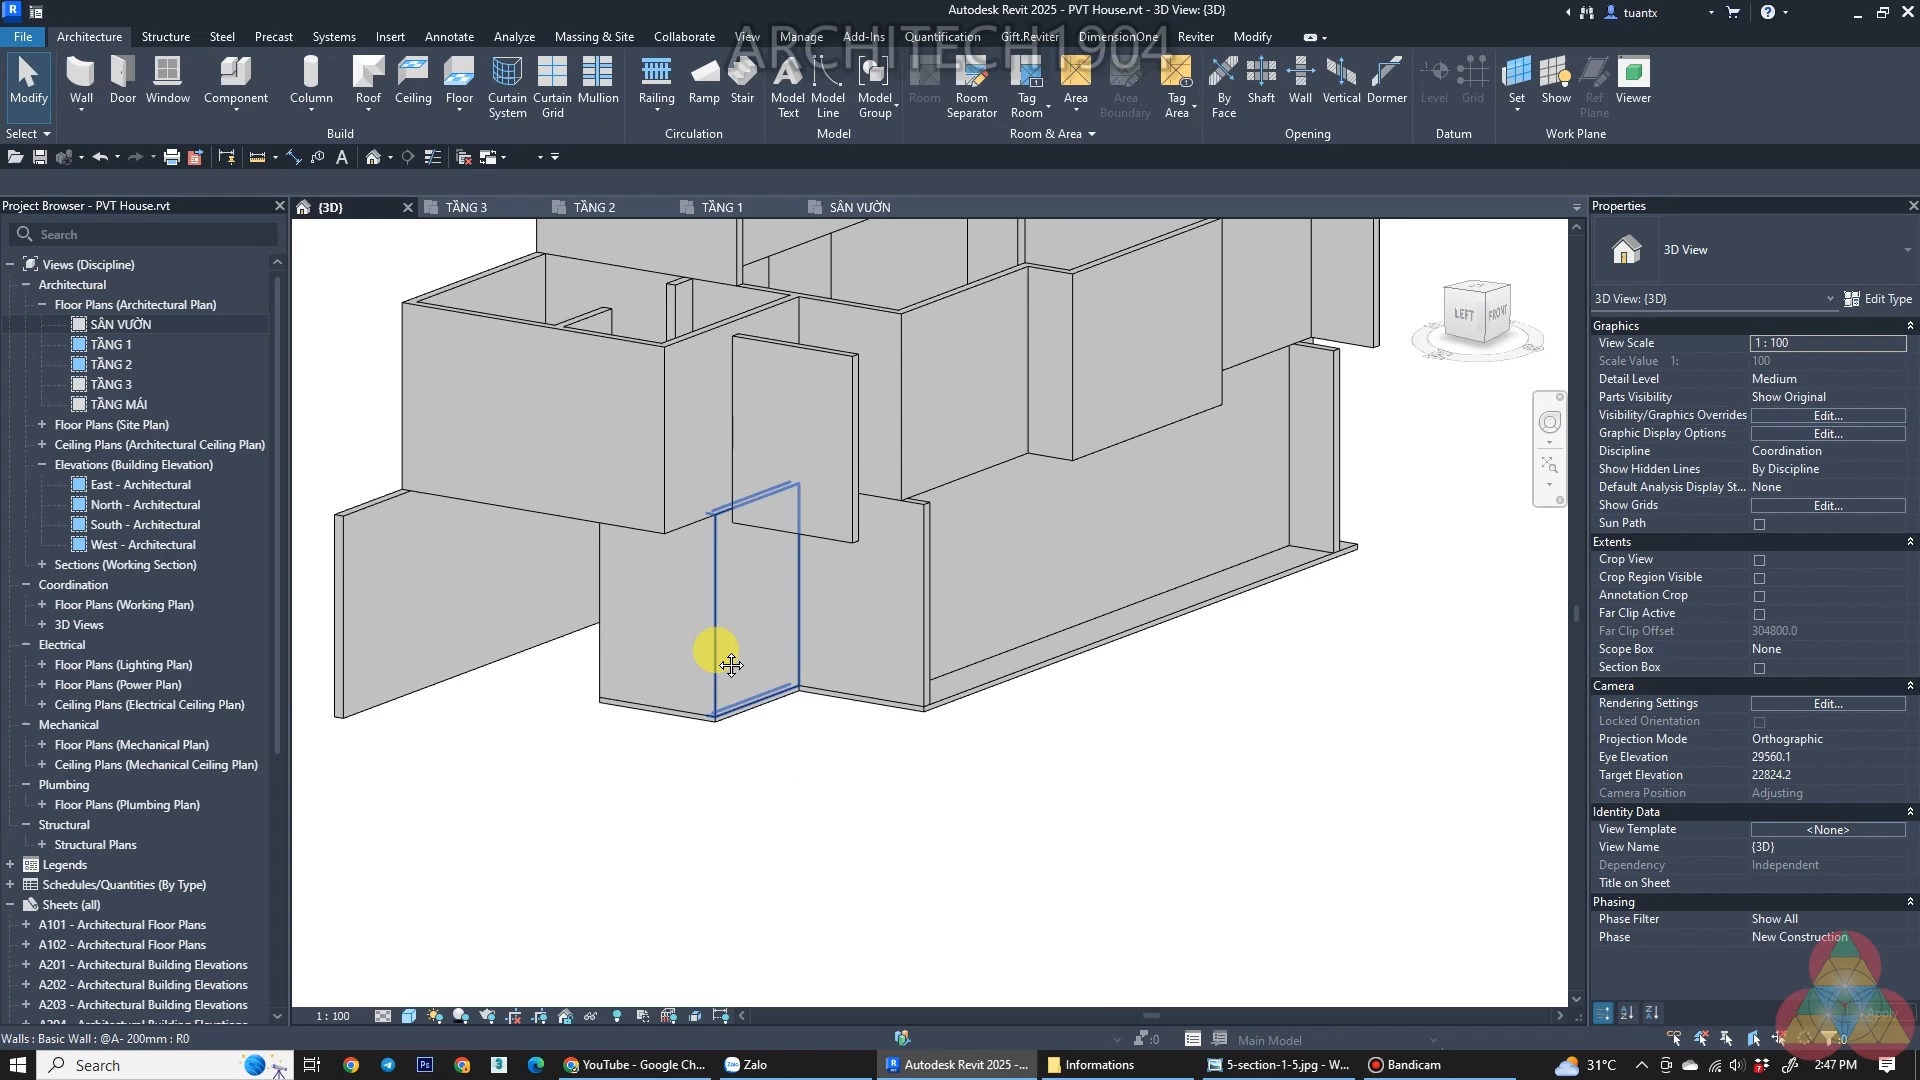 Autodesk Revit 2025 - PVT House.rvt - 3D View: {3D}
tuantx
File Architecture Structure Steel Precast Systems Insert Annotate Analyze Massing & Site Collaborate View Manage Add-Ins Quantification Gift.Reviter DimensionOne Reviter Modify
ARCHITECH1904
Modify Wall Door Window Component Column Roof Ceiling Floor Curtain System Curtain Grid Mullion Railing Ramp Stair Model Text Model Line Model Group Room Room Separator Tag Room Area Area Boundary Tag Area By Face Shaft Wall Vertical Dormer Level Grid Set Show Ref Plane Viewer
Select Build Circulation Model Room & Area Opening Datum Work Plane
Project Browser - PVT House.rvt
{3D} TẦNG 3 TẦNG 2 TẦNG 1 SÂN VƯỜN
Properties
Search
Views (Discipline)
Architectural
Floor Plans (Architectural Plan)
SÂN VƯỜN
TẦNG 1
TẦNG 2
TẦNG 3
TẦNG MÁI
Floor Plans (Site Plan)
Ceiling Plans (Architectural Ceiling Plan)
Elevations (Building Elevation)
East - Architectural
North - Architectural
South - Architectural
West - Architectural
Sections (Working Section)
Coordination
Floor Plans (Working Plan)
3D Views
Electrical
Floor Plans (Lighting Plan)
Floor Plans (Power Plan)
Ceiling Plans (Electrical Ceiling Plan)
Mechanical
Floor Plans (Mechanical Plan)
Ceiling Plans (Mechanical Ceiling Plan)
Plumbing
Floor Plans (Plumbing Plan)
Structural
Structural Plans
Legends
Schedules/Quantities (By Type)
Sheets (all)
A101 - Architectural Floor Plans
A102 - Architectural Floor Plans
A201 - Architectural Building Elevations
A202 - Architectural Building Elevations
A203 - Architectural Building Elevations
LEFT FRONT
3D View
3D View: {3D} Edit Type
Graphics
View Scale 1 : 100
Scale Value 1: 100
Detail Level Medium
Parts Visibility Show Original
Visibility/Graphics Overrides Edit...
Graphic Display Options Edit...
Discipline Coordination
Show Hidden Lines By Discipline
Default Analysis Display St... None
Show Grids Edit...
Sun Path
Extents
Crop View
Crop Region Visible
Annotation Crop
Far Clip Active
Far Clip Offset 304800.0
Scope Box None
Section Box
Camera
Rendering Settings Edit...
Locked Orientation
Projection Mode Orthographic
Eye Elevation 29560.1
Target Elevation 22824.2
Camera Position Adjusting
Identity Data
View Template <None>
View Name {3D}
Dependency Independent
Title on Sheet
Phasing
Phase Filter Show All
Phase New Construction
Apply
1 : 100
Walls : Basic Wall : @A- 200mm : R0
:0 Main Model :0
Search YouTube - Google Ch... Zalo Autodesk Revit 2025 -... Informations 5-section-1-5.jpg - W... Bandicam 31°C 2:47 PM